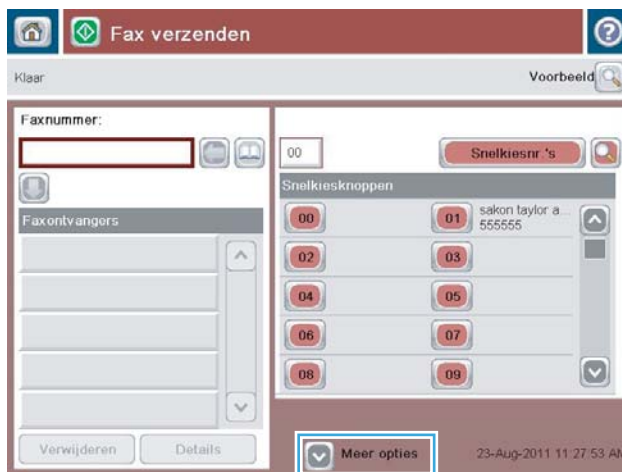 Fax verzenden
Klaar
Voorbeeld
Faxnummer:
00
Snelkiesnr.'s
Snelkiesknoppen
00
01 sakon taylor a...
555555
02
03
04
05
06
07
08
09
Faxontvangers
Verwijderen
Details
Meer opties
23-Aug-2011 11:27:53 AM